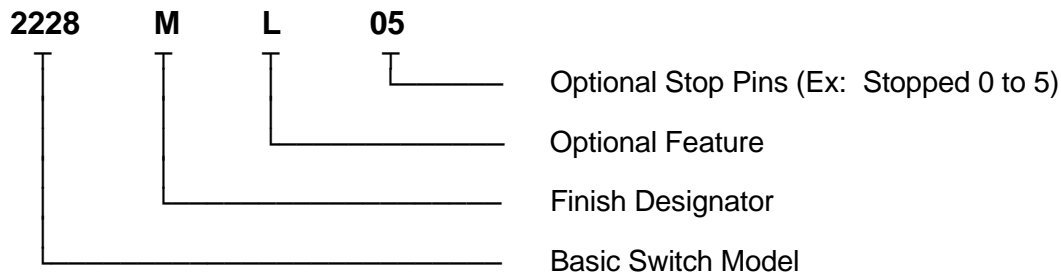 2228 M L 05
Optional Stop Pins (Ex: Stopped 0 to 5)
Optional Feature
Finish Designator
Basic Switch Model